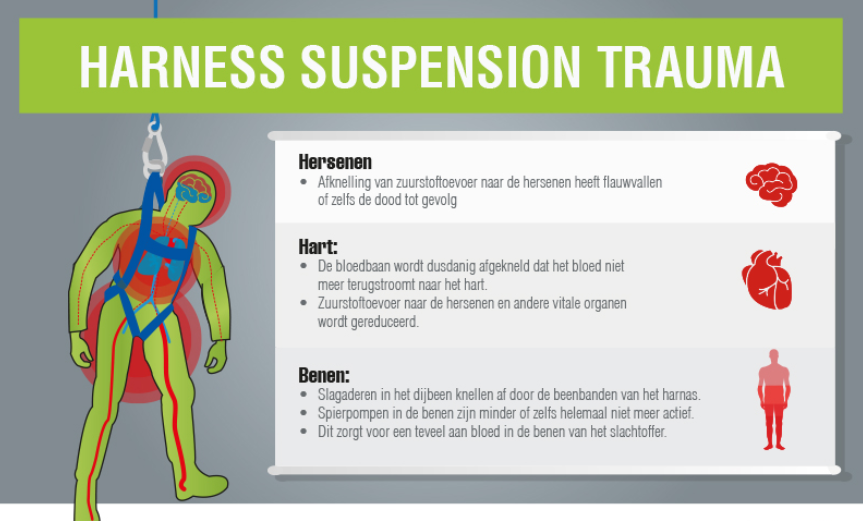 HARNESS SUSPENSION TRAUMA
Hersenen
• Afknelling van zuurstoftoevoer naar de hersenen heeft flauwvallen
of zelfs de dood tot gevolg
Hart:
• De bloedbaan wordt dusdanig afgekneld dat het bloed niet
meer terugstroomt naar het hart.
• Zuurstoftoevoer naar de hersenen en andere vitale organen
wordt gereduceerd.
Benen:
• Slagaderen in het dijbeen knellen af door de beenbanden van het harnas.
• Spierpompen in de benen zijn minder of zelfs helemaal niet meer actief.
• Dit zorgt voor een teveel aan bloed in de benen van het slachtoffer.